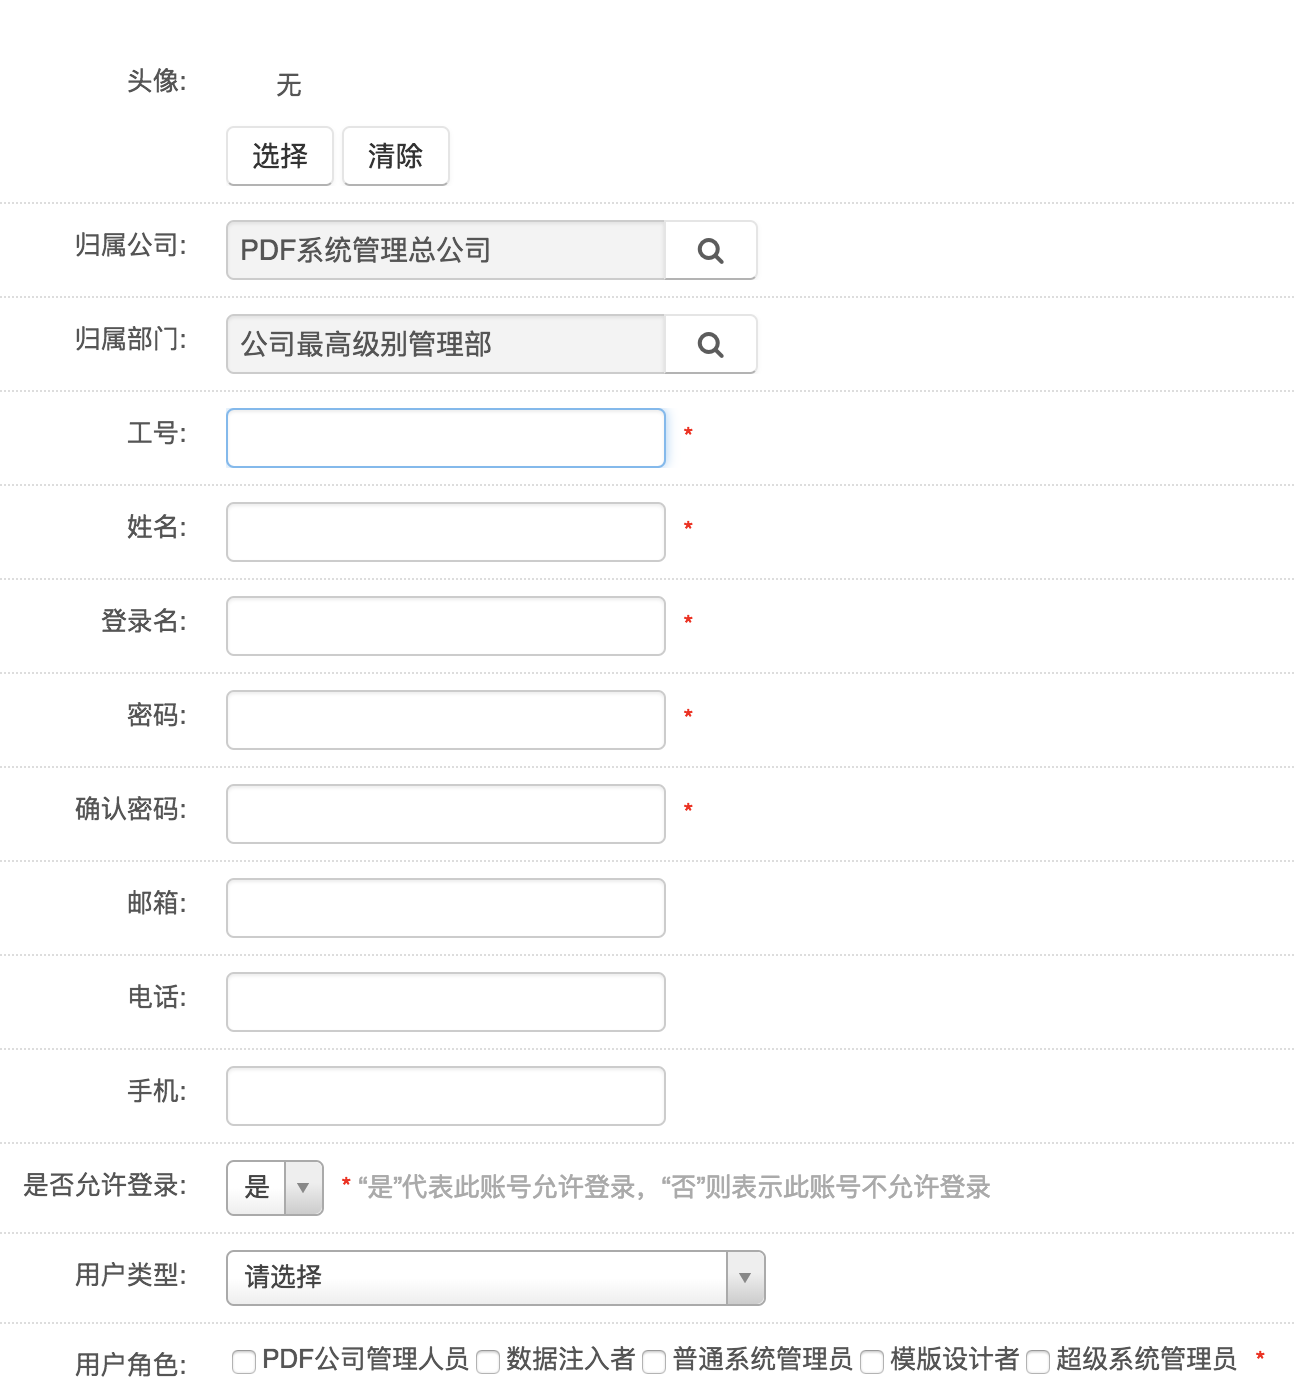 头像: 无
选择 清除
归属公司: PDF系统管理总公司
归属部门: 公司最高级别管理部
工号: *
姓名: *
登录名: *
密码: *
确认密码: *
邮箱:
电话:
手机:
是否允许登录: 是 * “是”代表此账号允许登录，“否”则表示此账号不允许登录
用户类型: 请选择
用户角色: PDF公司管理人员 数据注入者 普通系统管理员 模版设计者 超级系统管理员 *